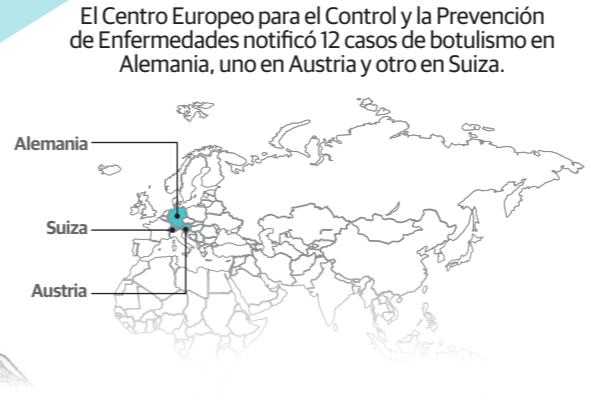 El Centro Europeo para el Control y la Prevención
de Enfermedades notificó 12 casos de botulismo en
Alemania, uno en Austria y otro en Suiza.
Alemania
Suiza
Austria